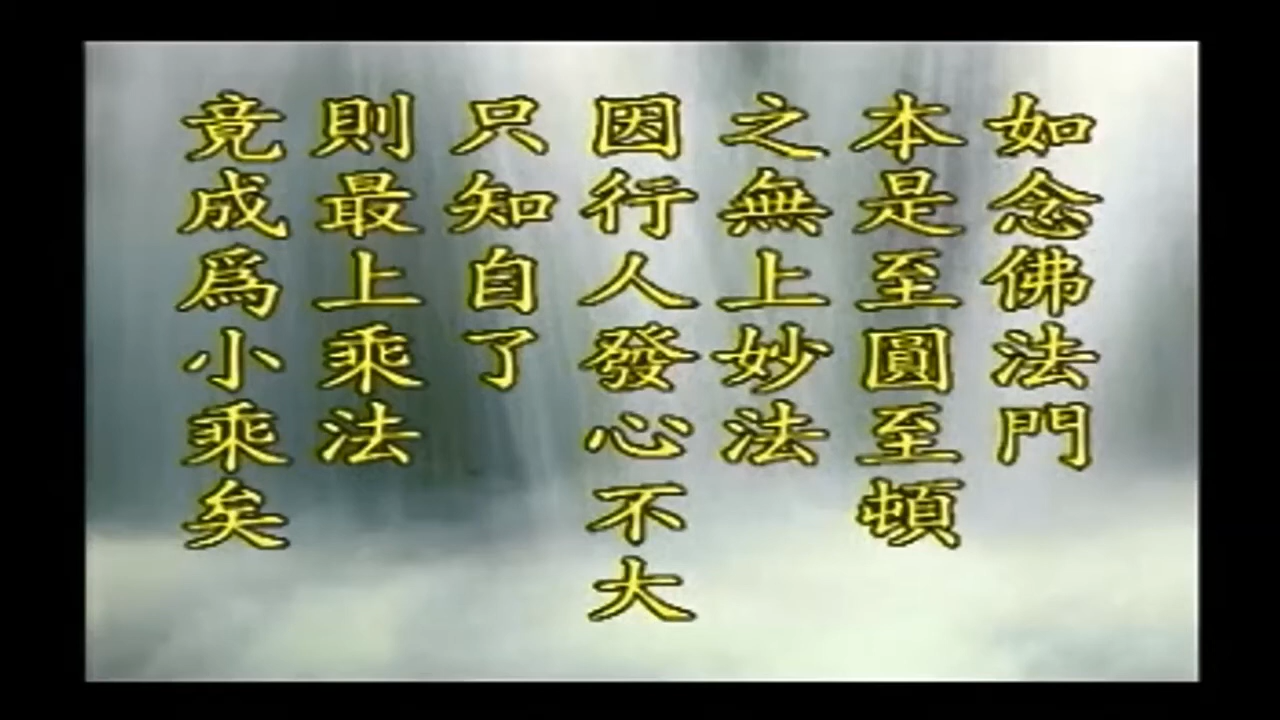 如念佛法門
本是至圓至頓
之無上妙法
因行人發心不大
只知自了
則最上乘法
竟成爲小乘矣